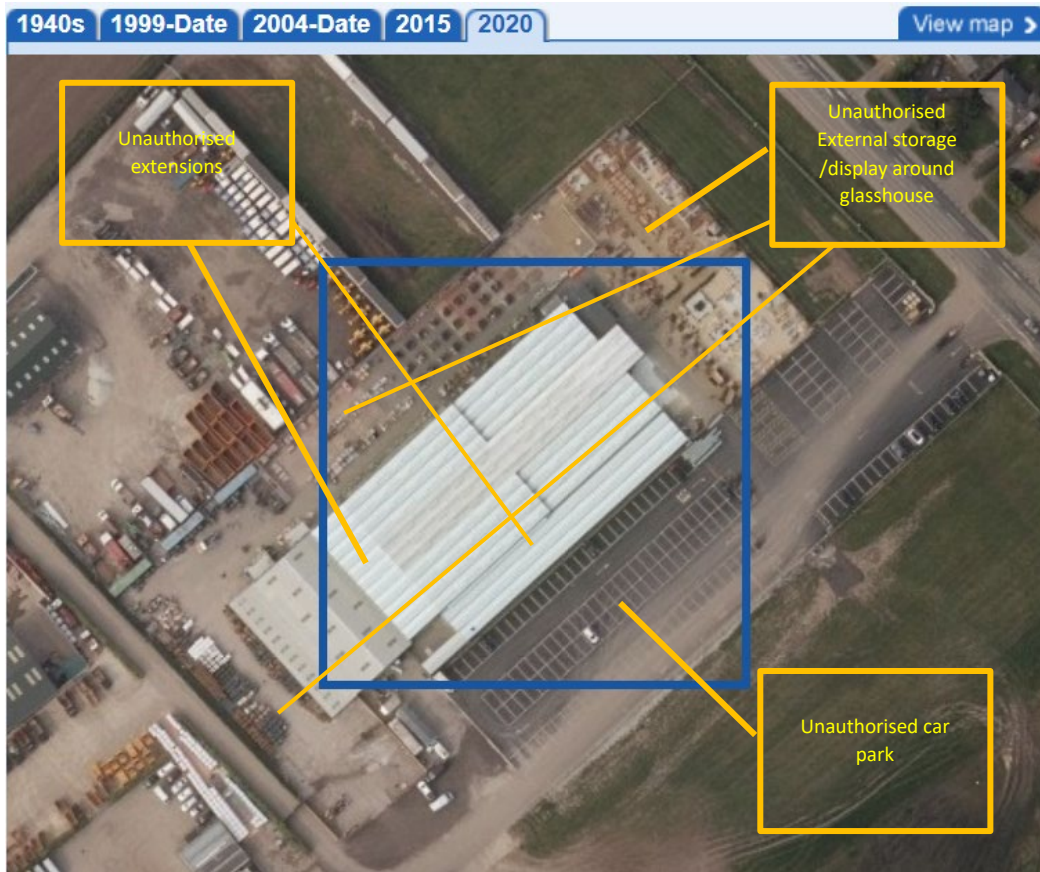 1940s 1999-Date 2004-Date 2015 2020 View map
Unauthorised
extensions
Unauthorised
External storage
/display around
glasshouse
Unauthorised car
park